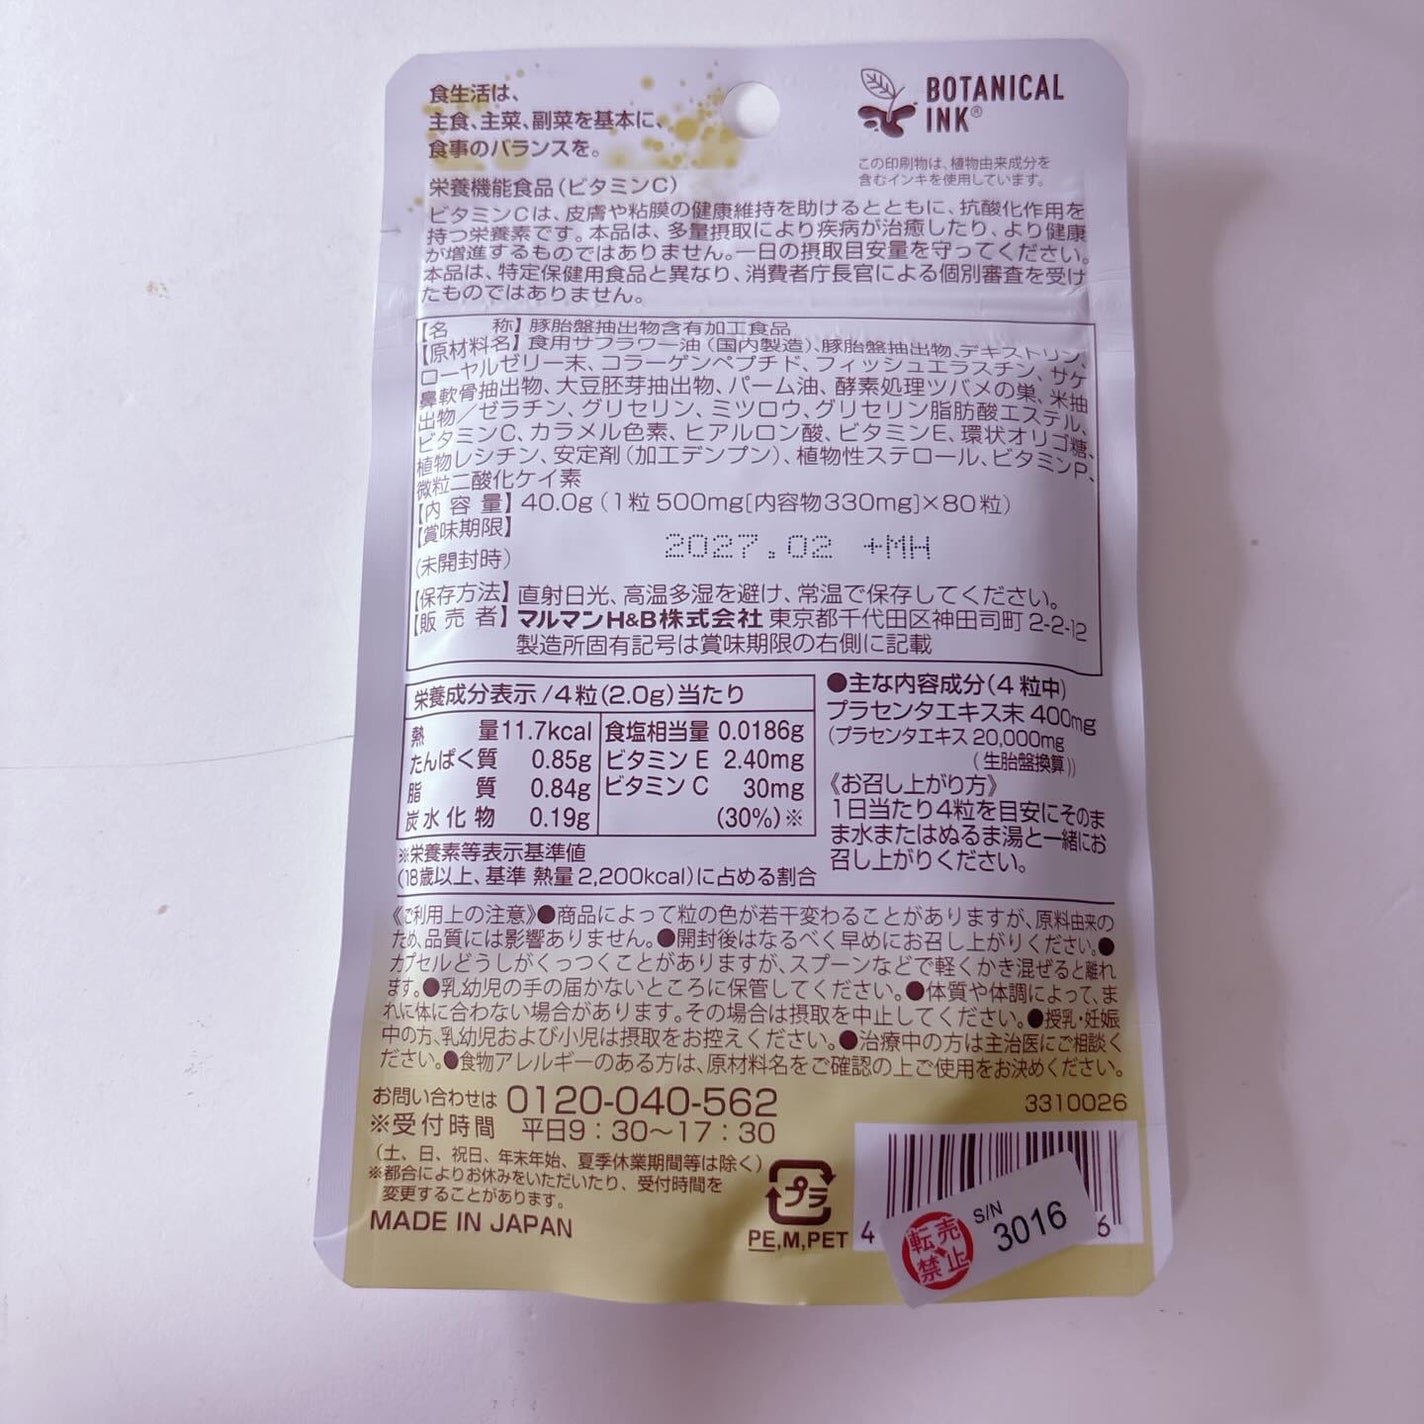 食生活は、
主食、主菜、副菜を基本に、
食事のバランスを。
BOTANICAL
INK®
この印刷物は、植物由来成分を
含むインキを使用しています。
栄養機能食品(ビタミンC)
ビタミンCは、皮膚や粘膜の健康維持を助けるとともに、抗酸化作用を
持つ栄養素です。本品は、多量摂取により疾病が治癒したり、より健康
が増進するものではありません。一日の摂取目安量を守ってください。
本品は、特定保健用食品と異なり、消費者庁長官による個別審査を受け
たものではありません。
【名 称】豚胎盤抽出物含有加工食品
【原材料名】食用サフラワー油(国内製造)、豚胎盤抽出物、デキストリン、
ローヤルゼリー末、コラーゲンペプチド、フィッシュエラスチン、サケ
鼻軟骨抽出物、大豆胚芽抽出物、パーム油、酵素処理ツバメの巣、米抽
出物/ゼラチン、グリセリン、ミツロウ、グリセリン脂肪酸エステル、
ビタミンC、カラメル色素、ヒアルロン酸、ビタミンE、環状オリゴ糖、
植物レシチン、安定剤(加工デンプン)、植物性ステロール、ビタミンP、
微粒二酸化ケイ素
【内容量】40.0g(1粒500mg[内容物330mg]×80粒)
【賞味期限】
(未開封時)
2027.02 +MH
【保存方法】直射日光、高温多湿を避け、常温で保存してください。
【販売者】マルマンH&B株式会社 東京都千代田区神田司町2-2-12
製造所固有記号は賞味期限の右側に記載
栄養成分表示/4粒(2.0g)当たり
熱 量 11.7kcal 食塩相当量 0.0186g
たんぱく質 0.85g ビタミンE 2.40mg
脂 質 0.84g ビタミンC 30mg
炭水化物 0.19g (30%)※
※栄養素等表示基準値
(18歳以上、基準 熱量2,200kcal)に占める割合
●主な内容成分(4粒中)
プラセンタエキス末 400mg
(プラセンタエキス 20,000mg
(生胎盤換算))
《お召し上がり方》
1日当たり4粒を目安にそのま
ま水またはぬるま湯と一緒にお
召し上がりください。
《ご利用上の注意》●商品によって粒の色が若干変わることがありますが、原料由来の
ため、品質には影響ありません。●開封後はなるべく早めにお召し上がりください。●
カプセルどうしがくっつくことがありますが、スプーンなどで軽くかき混ぜると離れ
ます。●乳幼児の手の届かないところに保管してください。●体質や体調によって、ま
れに体に合わない場合があります。その場合は摂取を中止してください。●授乳・妊娠
中の方、乳幼児および小児は摂取をお控えください。●治療中の方は主治医にご相談く
ださい。●食物アレルギーのある方は、原材料名をご確認の上ご使用をお決めください。
お問い合わせは 0120-040-562
※受付時間 平日9:30〜17:30
(土、日、祝日、年末年始、夏季休業期間等は除く)
※都合によりお休みをいただいたり、受付時間を
変更することがあります。
MADE IN JAPAN
プラ
PE,M,PET
3310026
4
6
転売
禁止
S/N
3016